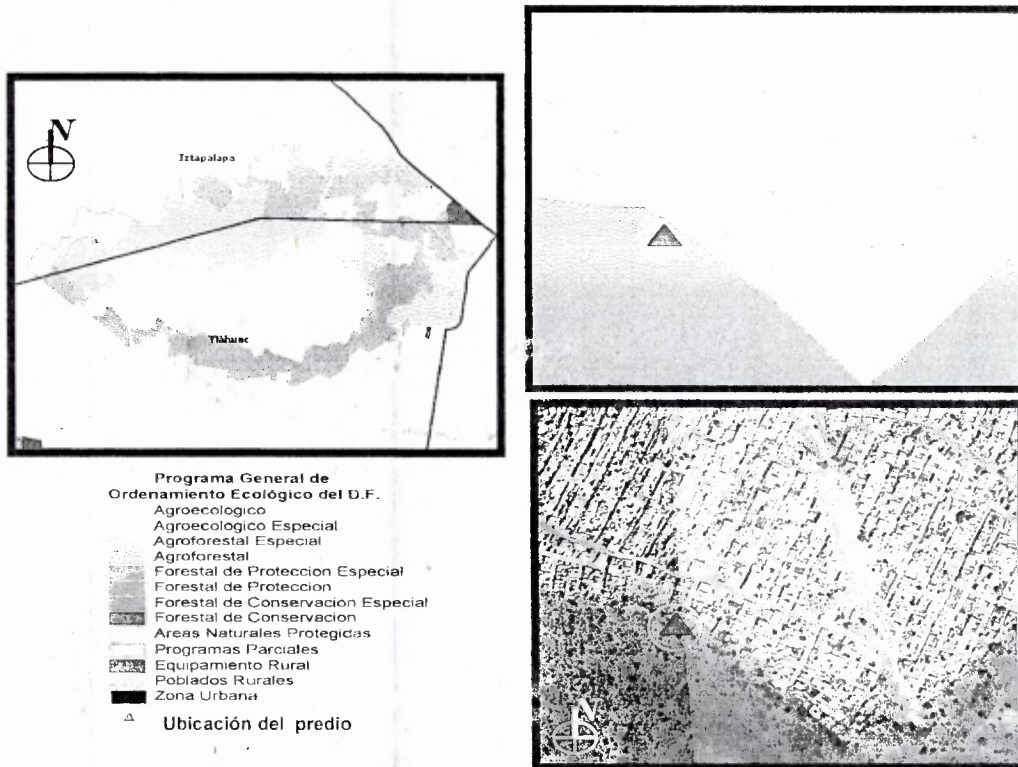 N
Iztapalapa
Tláhuac
Programa General de
Ordenamiento Ecológico del D.F.
Agroecologico
Agroecologico Especial
Agroforestal Especial
Agroforestal
Forestal de Proteccion Especial
Forestal de Proteccion
Forestal de Conservacion Especial
Forestal de Conservacion
Areas Naturales Protegidas
Programas Parciales
Equipamiento Rural
Poblados Rurales
Zona Urbana
Ubicación del predio
N